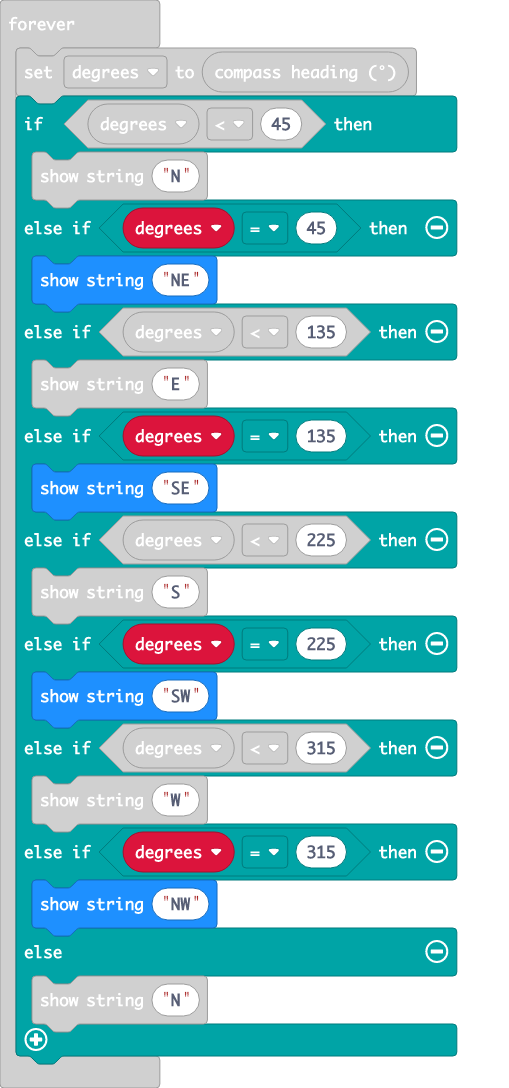 forever
set degrees to compass heading (°)
if degrees < 45 then
show string "N"
else if degrees = 45 then
show string "NE"
else if degrees < 135 then
show string "E"
else if degrees = 135 then
show string "SE"
else if degrees < 225 then
show string "S"
else if degrees = 225 then
show string "SW"
else if degrees < 315 then
show string "W"
else if degrees = 315 then
show string "NW"
else
show string "N"